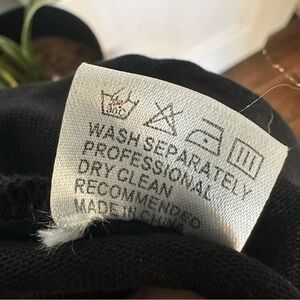 WASH SEPARATELY
PROFESSIONAL
DRY CLEAN
RECOMMENDED
MADE IN CHINA